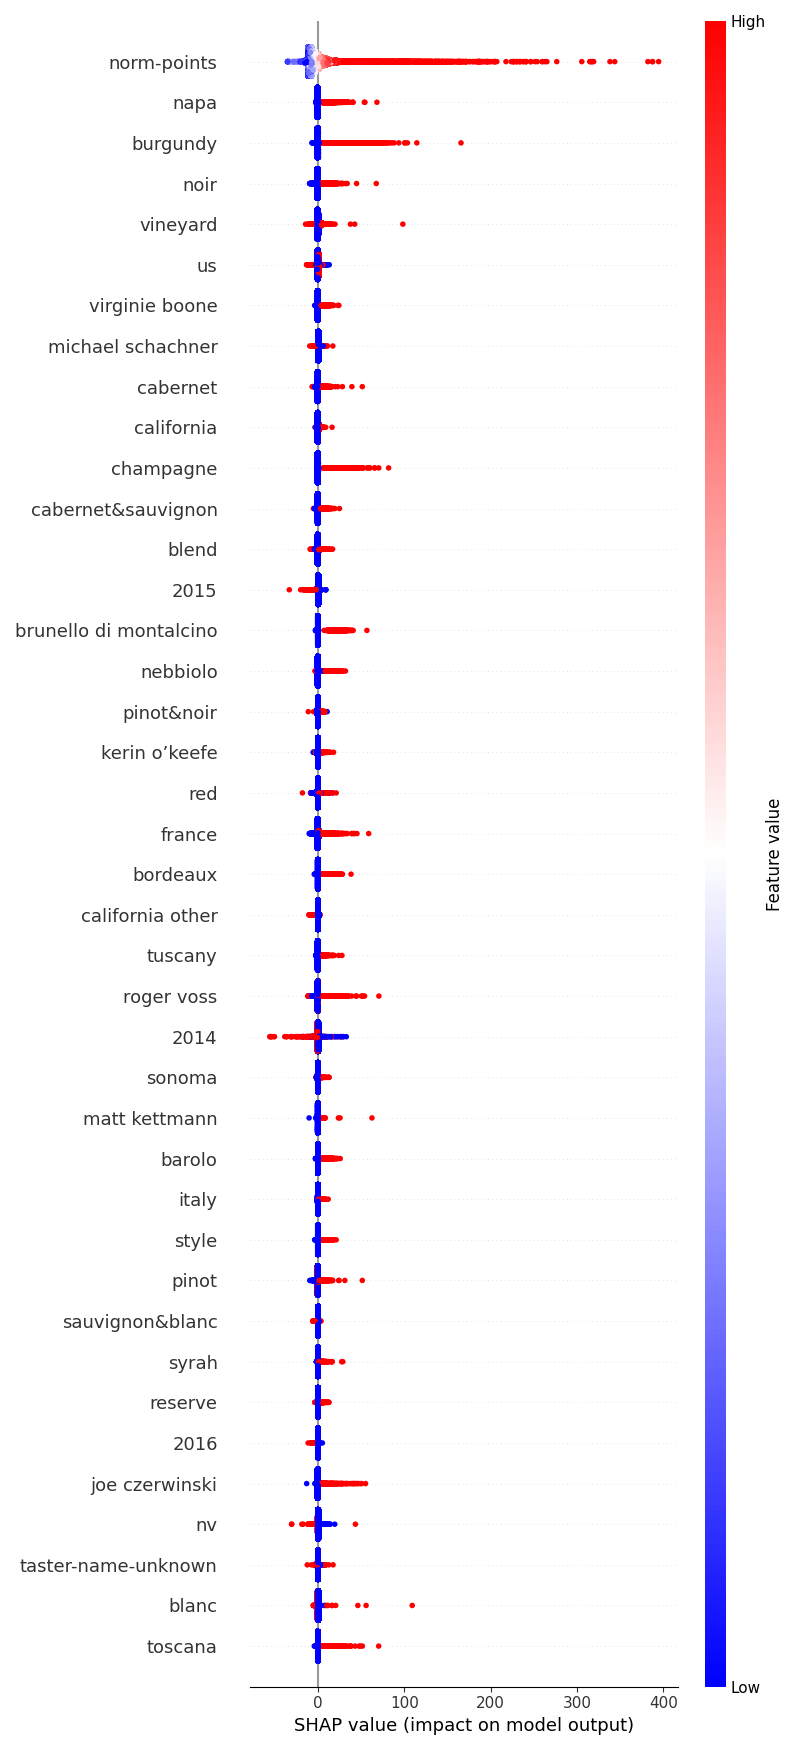 High
norm-points
napa
burgundy
noir
vineyard
us
virginie boone
michael schachner
cabernet
california
champagne
cabernet&sauvignon
blend
2015
brunello di montalcino
nebbiolo
pinot&noir
kerin o’keefe
red
france
bordeaux
california other
tuscany
roger voss
2014
sonoma
matt kettmann
barolo
italy
style
pinot
sauvignon&blanc
syrah
reserve
2016
joe czerwinski
nv
taster-name-unknown
blanc
toscana
Feature value
Low
0 100 200 300 400
SHAP value (impact on model output)